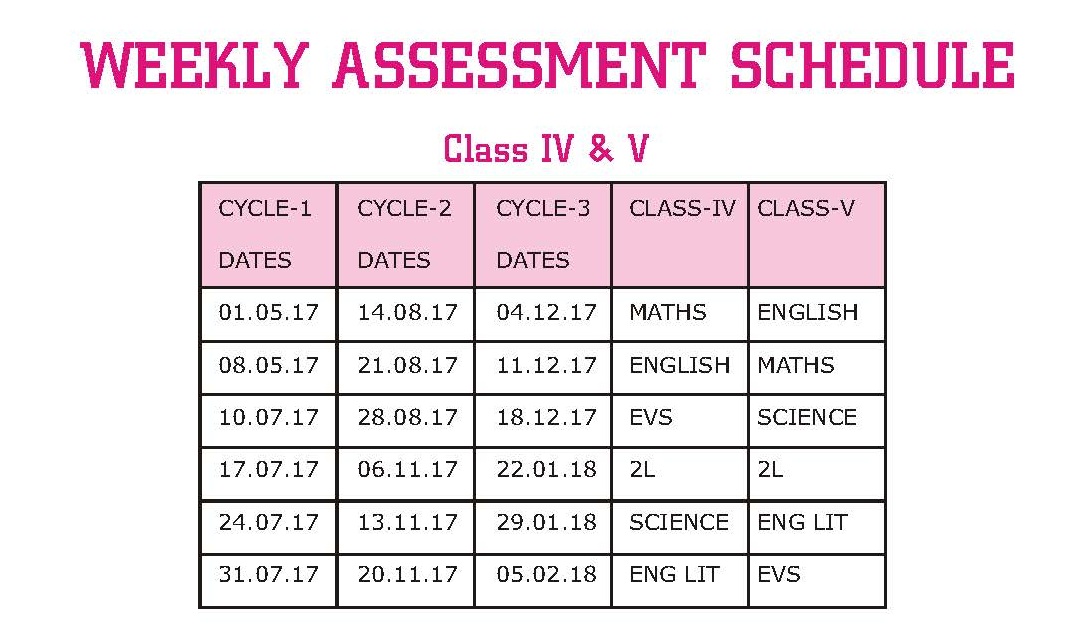 WEEKLY ASSESSMENT SCHEDULE
Class IV & V
CYCLE-1 CYCLE-2 CYCLE-3 CLASS-IV CLASS-V
DATES DATES DATES
01.05.17 14.08.17 04.12.17 MATHS ENGLISH
08.05.17 21.08.17 11.12.17 ENGLISH MATHS
10.07.17 28.08.17 18.12.17 EVS SCIENCE
17.07.17 06.11.17 22.01.18 2L 2L
24.07.17 13.11.17 29.01.18 SCIENCE ENG LIT
31.07.17 20.11.17 05.02.18 ENG LIT EVS